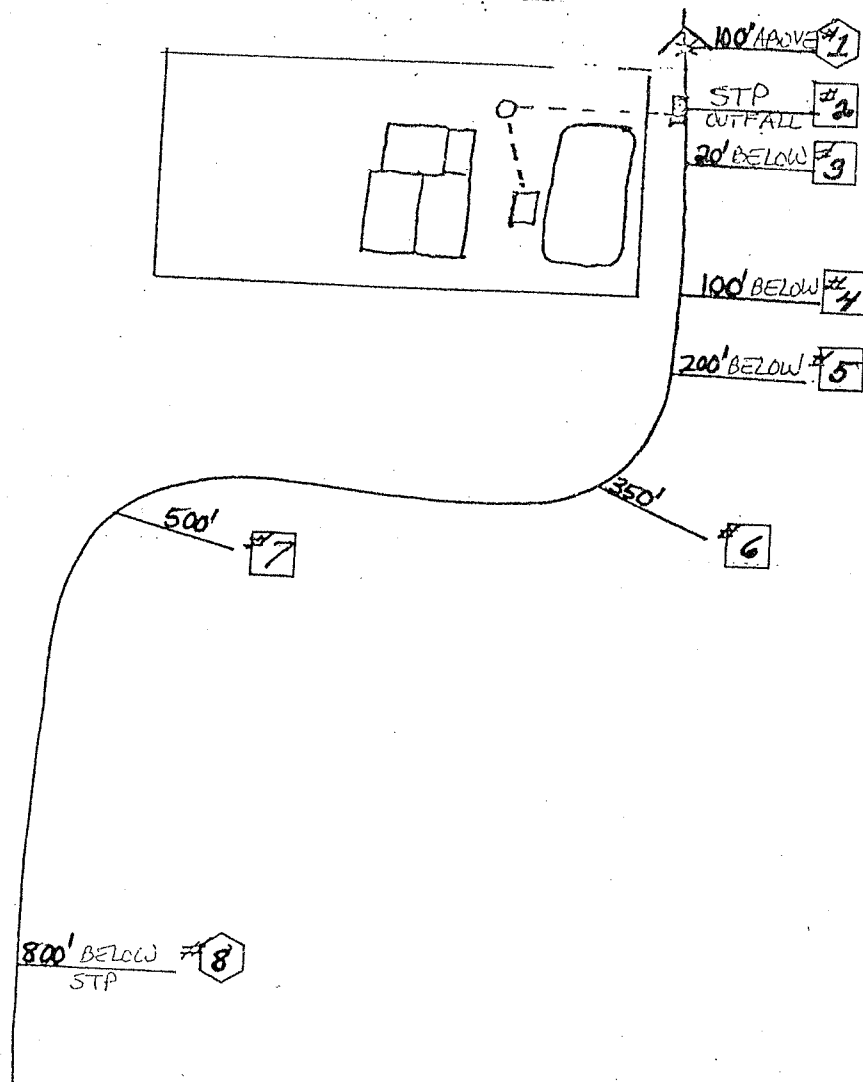 100' ABOVE #1
STP #2
OUTFALL
20' BELOW #3
100' BELOW #4
200' BELOW #5
350' #6
500' #7
800' BELOW #8
STP